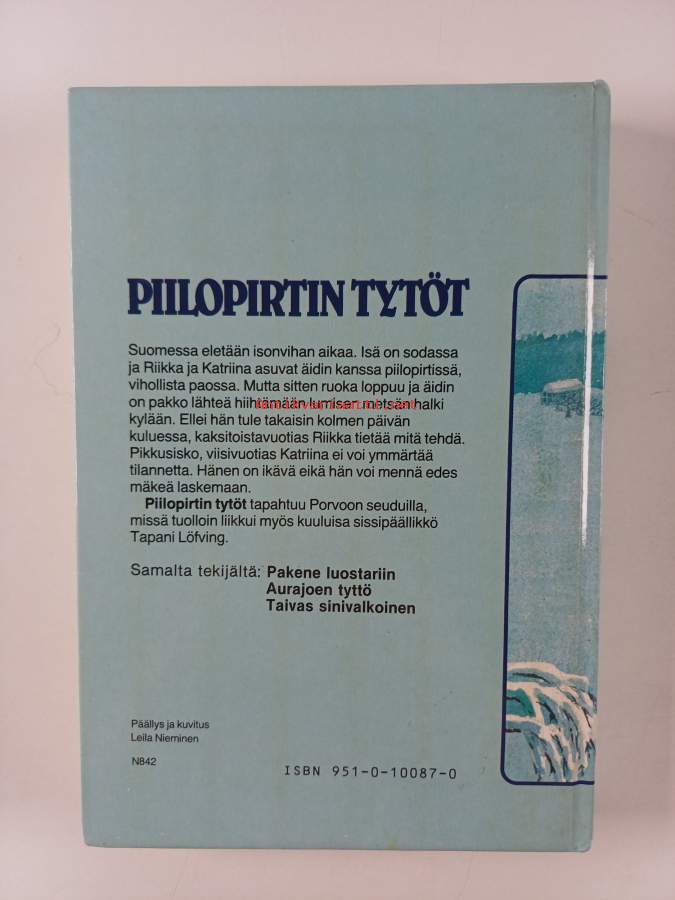 PIILOPIRTIN TYTÖT
Suomessa eletään isonvihan aikaa. Isä on sodassa
ja Riikka ja Katriina asuvat äidin kanssa piilopirtissä,
vihollista paossa. Mutta sitten ruoka loppuu ja äidin
on pakko lähteä hiihtämään lumisen metsän halki
kylään. Ellei hän tule takaisin kolmen päivän
kuluessa, kaksitoistavuotias Riikka tietää mitä tehdä.
Pikkusisko, viisivuotias Katriina ei voi ymmärtää
tilannetta. Hänen on ikävä eikä hän voi mennä edes
mäkeä laskemaan.
Piilopirtin tytöt tapahtuu Porvoon seuduilla,
missä tuolloin liikkui myös kuuluisa sissipäällikkö
Tapani Löfving.
Samalta tekijältä: Pakene luostariin
Aurajoen tyttö
Taivas sinivalkoinen
Päällys ja kuvitus
Leila Nieminen
N842
ISBN 951-0-10087-0